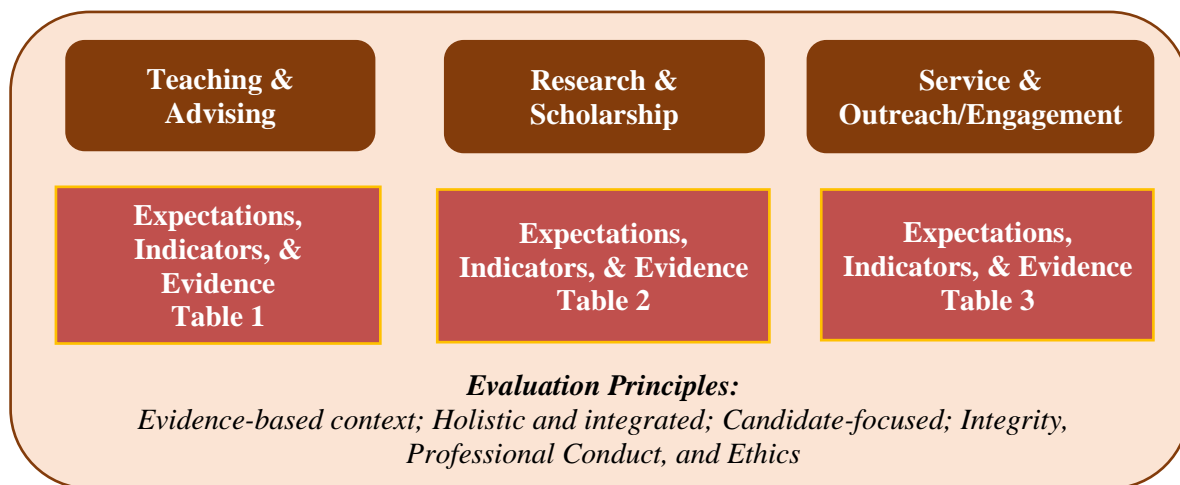 Teaching &
Advising
Research &
Scholarship
Service &
Outreach/Engagement
Expectations,
Indicators, &
Evidence
Table 1
Expectations,
Indicators, & Evidence
Table 2
Expectations,
Indicators, & Evidence
Table 3
Evaluation Principles:
Evidence-based context; Holistic and integrated; Candidate-focused; Integrity,
Professional Conduct, and Ethics